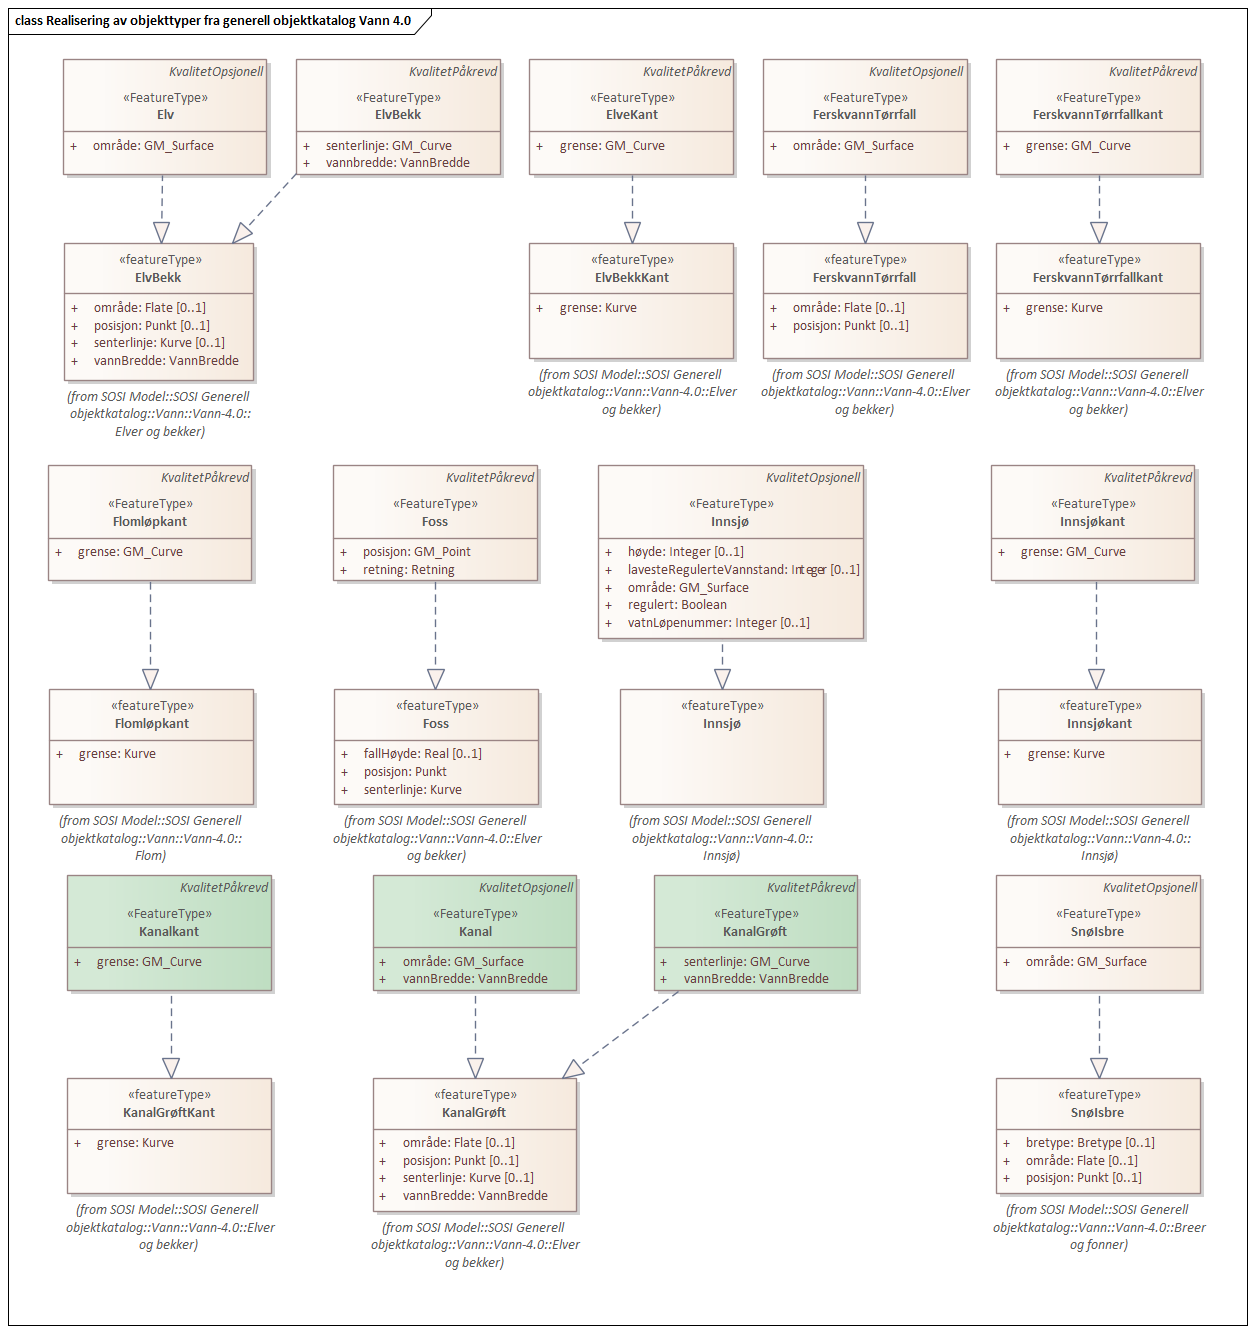 class Realisering av objekttyper fra generell objektkatalog Vann 4.0
KvalitetOpsjonell
«FeatureType»
Elv
+ område: GM_Surface
KvalitetPåkrevd
«FeatureType»
ElvBekk
+ senterlinje: GM_Curve
+ vannbredde: VannBredde
KvalitetPåkrevd
«FeatureType»
ElveKant
+ grense: GM_Curve
KvalitetOpsjonell
«FeatureType»
FerskvannTørrfall
+ område: GM_Surface
KvalitetPåkrevd
«FeatureType»
FerskvannTørrfallkant
+ grense: GM_Curve
«featureType»
ElvBekk
+ område: Flate [0..1]
+ posisjon: Punkt [0..1]
+ senterlinje: Kurve [0..1]
+ vannBredde: VannBredde
(from SOSI Model::SOSI Generell
objektkatalog::Vann::Vann-4.0::
Elver og bekker)
«featureType»
ElvBekkKant
+ grense: Kurve
(from SOSI Model::SOSI Generell
objektkatalog::Vann::Vann-4.0::Elver
og bekker)
«featureType»
FerskvannTørrfall
+ område: Flate [0..1]
+ posisjon: Punkt [0..1]
(from SOSI Model::SOSI Generell
objektkatalog::Vann::Vann-4.0::Elver
og bekker)
«featureType»
FerskvannTørrfallkant
+ grense: Kurve
(from SOSI Model::SOSI Generell
objektkatalog::Vann::Vann-4.0::Elver
og bekker)
KvalitetPåkrevd
«FeatureType»
Flomløpkant
+ grense: GM_Curve
KvalitetPåkrevd
«FeatureType»
Foss
+ posisjon: GM_Point
+ retning: Retning
KvalitetOpsjonell
«FeatureType»
Innsjø
+ høyde: Integer [0..1]
+ lavesteRegulerteVannstand: Integer [0..1]
+ område: GM_Surface
+ regulert: Boolean
+ vatnLøpenummer: Integer [0..1]
KvalitetPåkrevd
«FeatureType»
Innsjøkant
+ grense: GM_Curve
«featureType»
Flomløpkant
+ grense: Kurve
(from SOSI Model::SOSI Generell
objektkatalog::Vann::Vann-4.0::
Flom)
«featureType»
Foss
+ fallHøyde: Real [0..1]
+ posisjon: Punkt
+ senterlinje: Kurve
(from SOSI Model::SOSI Generell
objektkatalog::Vann::Vann-4.0::Elver
og bekker)
«featureType»
Innsjø
(from SOSI Model::SOSI Generell
objektkatalog::Vann::Vann-4.0::
Innsjø)
«featureType»
Innsjøkant
+ grense: Kurve
(from SOSI Model::SOSI Generell
objektkatalog::Vann::Vann-4.0::
Innsjø)
KvalitetPåkrevd
«FeatureType»
Kanalkant
+ grense: GM_Curve
KvalitetOpsjonell
«FeatureType»
Kanal
+ område: GM_Surface
+ vannBredde: VannBredde
KvalitetPåkrevd
«FeatureType»
KanalGrøft
+ senterlinje: GM_Curve
+ vannBredde: VannBredde
KvalitetOpsjonell
«FeatureType»
SnøIsbre
+ område: GM_Surface
«featureType»
KanalGrøftKant
+ grense: Kurve
(from SOSI Model::SOSI Generell
objektkatalog::Vann::Vann-4.0::Elver
og bekker)
«featureType»
KanalGrøft
+ område: Flate [0..1]
+ posisjon: Punkt [0..1]
+ senterlinje: Kurve [0..1]
+ vannBredde: VannBredde
(from SOSI Model::SOSI Generell
objektkatalog::Vann::Vann-4.0::Elver
og bekker)
«featureType»
SnøIsbre
+ bretype: Bretype [0..1]
+ område: Flate [0..1]
+ posisjon: Punkt [0..1]
(from SOSI Model::SOSI Generell
objektkatalog::Vann::Vann-4.0::Breer
og fonner)